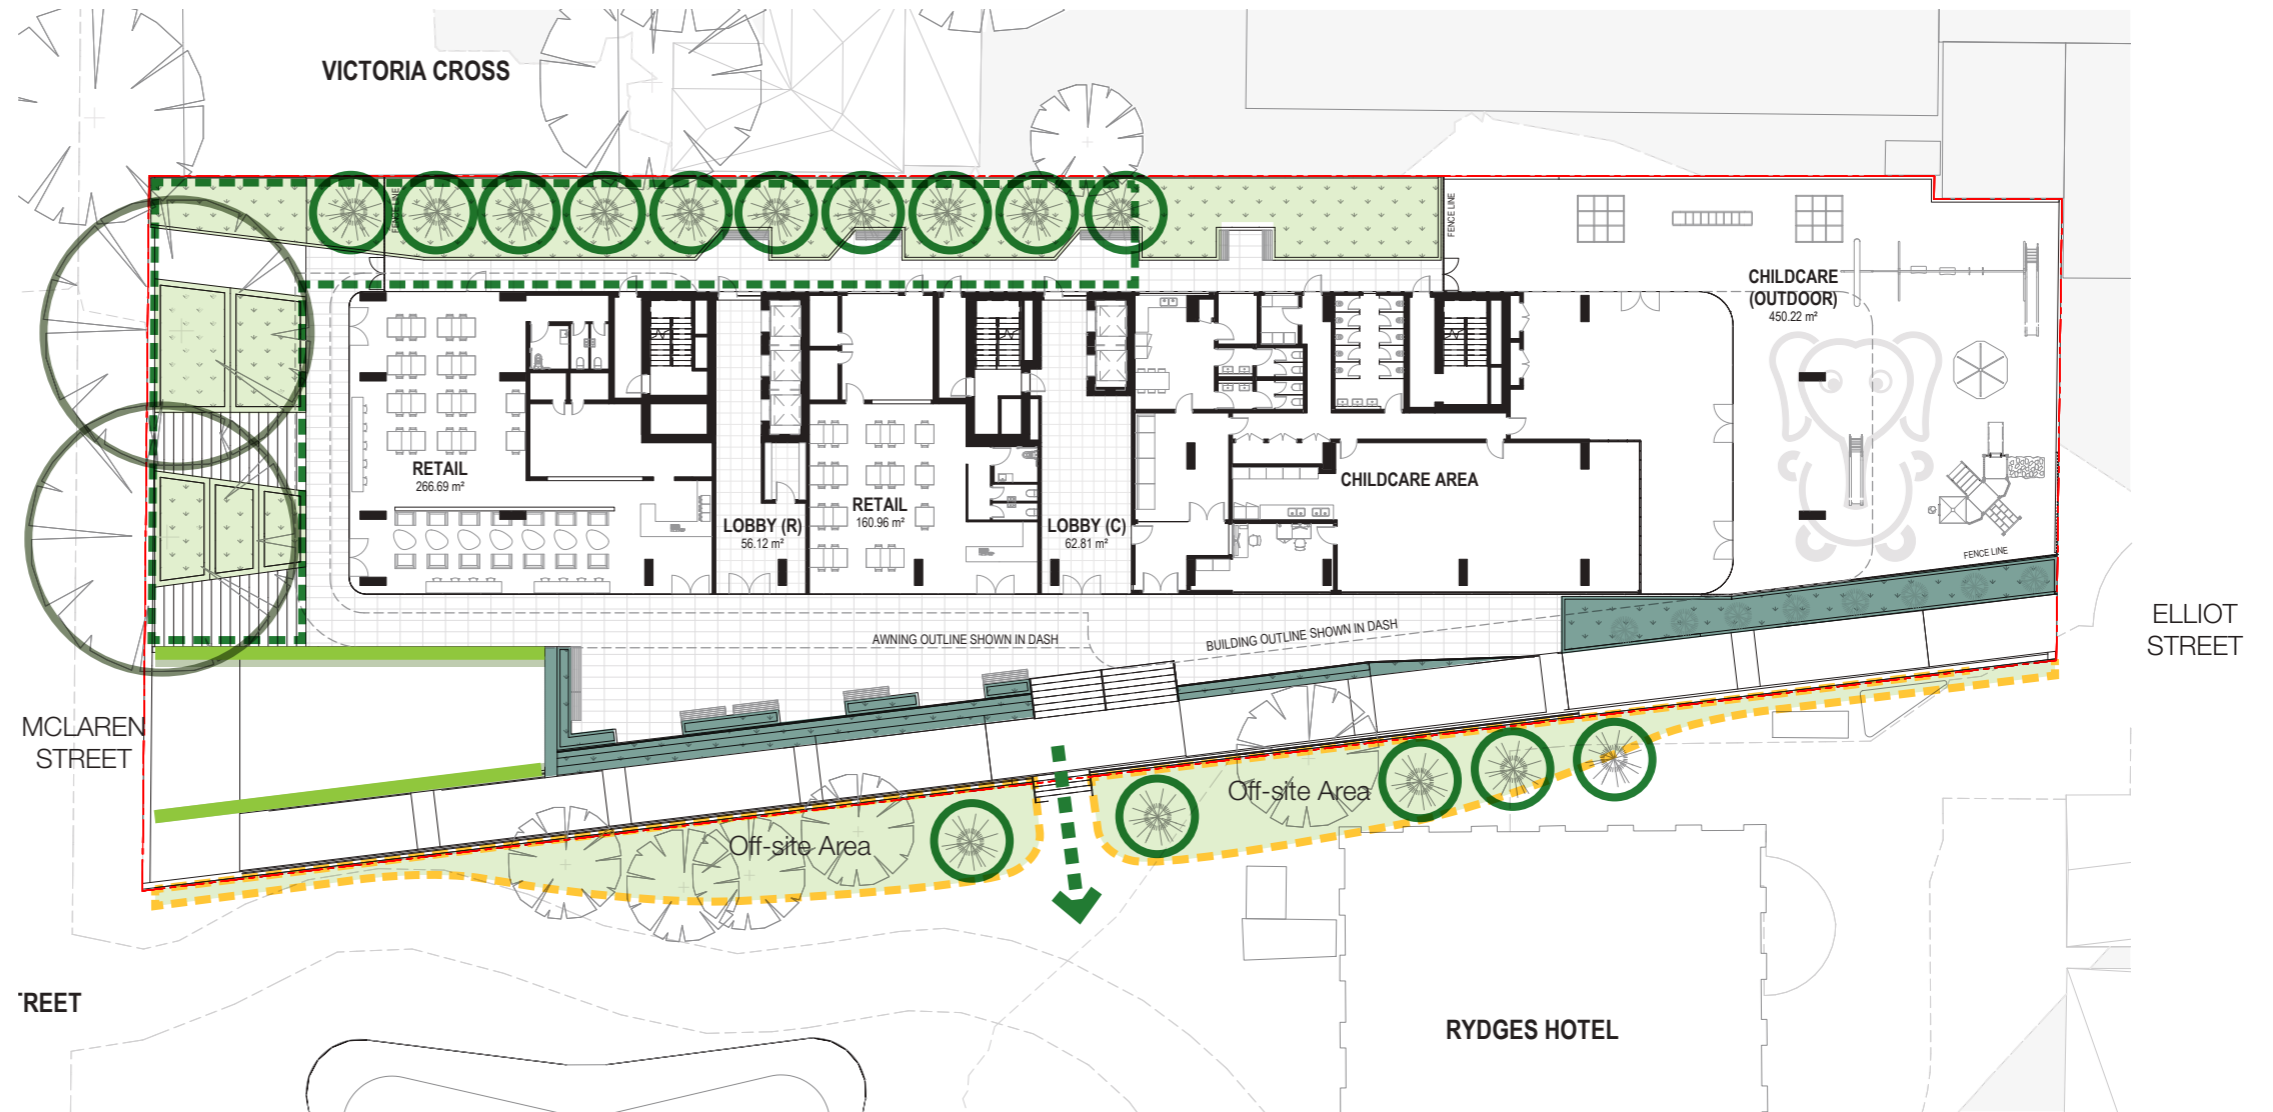 VICTORIA CROSS
FENCE LINE
FENCE LINE
CHILDCARE
(OUTDOOR)
450.22 m²
RETAIL
266.69 m²
RETAIL
160.96 m²
CHILDCARE AREA
LOBBY (R)
56.12 m²
LOBBY (C)
62.81 m²
FENCE LINE
ELLIOT
STREET
AWNING OUTLINE SHOWN IN DASH
BUILDING OUTLINE SHOWN IN DASH
MCLAREN
STREET
Off-site Area
Off-site Area
REET
RYDGES HOTEL